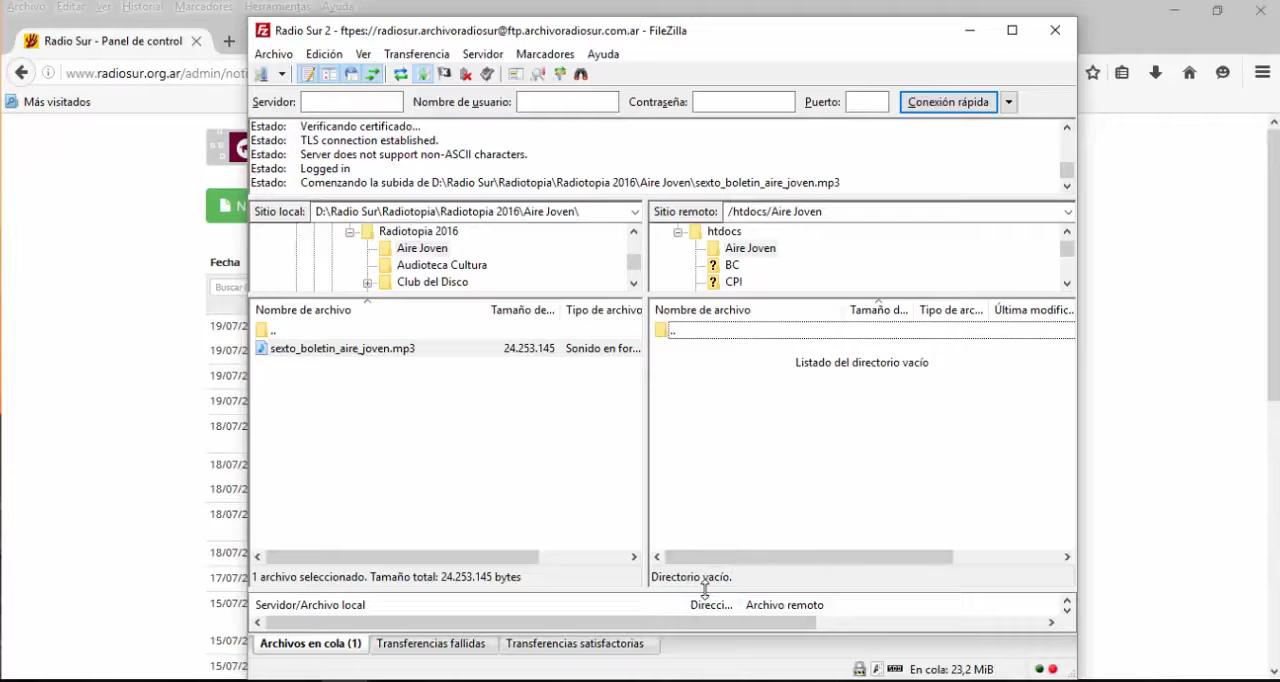 Archivo Editar Ver Historial Marcadores Herramientas Ayuda
Radio Sur - Panel de control
www.radiosur.org.ar/admin/noti
Más visitados
N
Fecha
Buscar
19/07/2
19/07/2
19/07/2
19/07/2
18/07/2
18/07/2
18/07/2
18/07/2
18/07/2
17/07/2
15/07/2
15/07/2
15/07/2
Radio Sur 2 - ftpes://radiosur.archivoradiosur@ftp.archivoradiosur.com.ar - FileZilla
Archivo Edición Ver Transferencia Servidor Marcadores Ayuda
Servidor: Nombre de usuario: Contraseña: Puerto: Conexión rápida
Estado: Verificando certificado...
Estado: TLS connection established.
Estado: Server does not support non-ASCII characters.
Estado: Logged in
Estado: Comenzando la subida de D:\Radio Sur\Radiotopia\Radiotopia 2016\Aire Joven\sexto_boletin_aire_joven.mp3
Sitio local: D:\Radio Sur\Radiotopia\Radiotopia 2016\Aire Joven\
Radiotopia 2016
Aire Joven
Audioteca Cultura
Club del Disco
Nombre de archivo Tamaño de... Tipo de archivo
..
sexto_boletin_aire_joven.mp3 24.253.145 Sonido en for...
1 archivo seleccionado. Tamaño total: 24.253.145 bytes
Sitio remoto: /htdocs/Aire Joven
htdocs
Aire Joven
? BC
? CPI
Nombre de archivo Tamaño d... Tipo de arc... Última modific...
..
Listado del directorio vacío
Directorio vacío.
Servidor/Archivo local Direcci... Archivo remoto
Archivos en cola (1) Transferencias fallidas Transferencias satisfactorias
En cola: 23,2 MiB